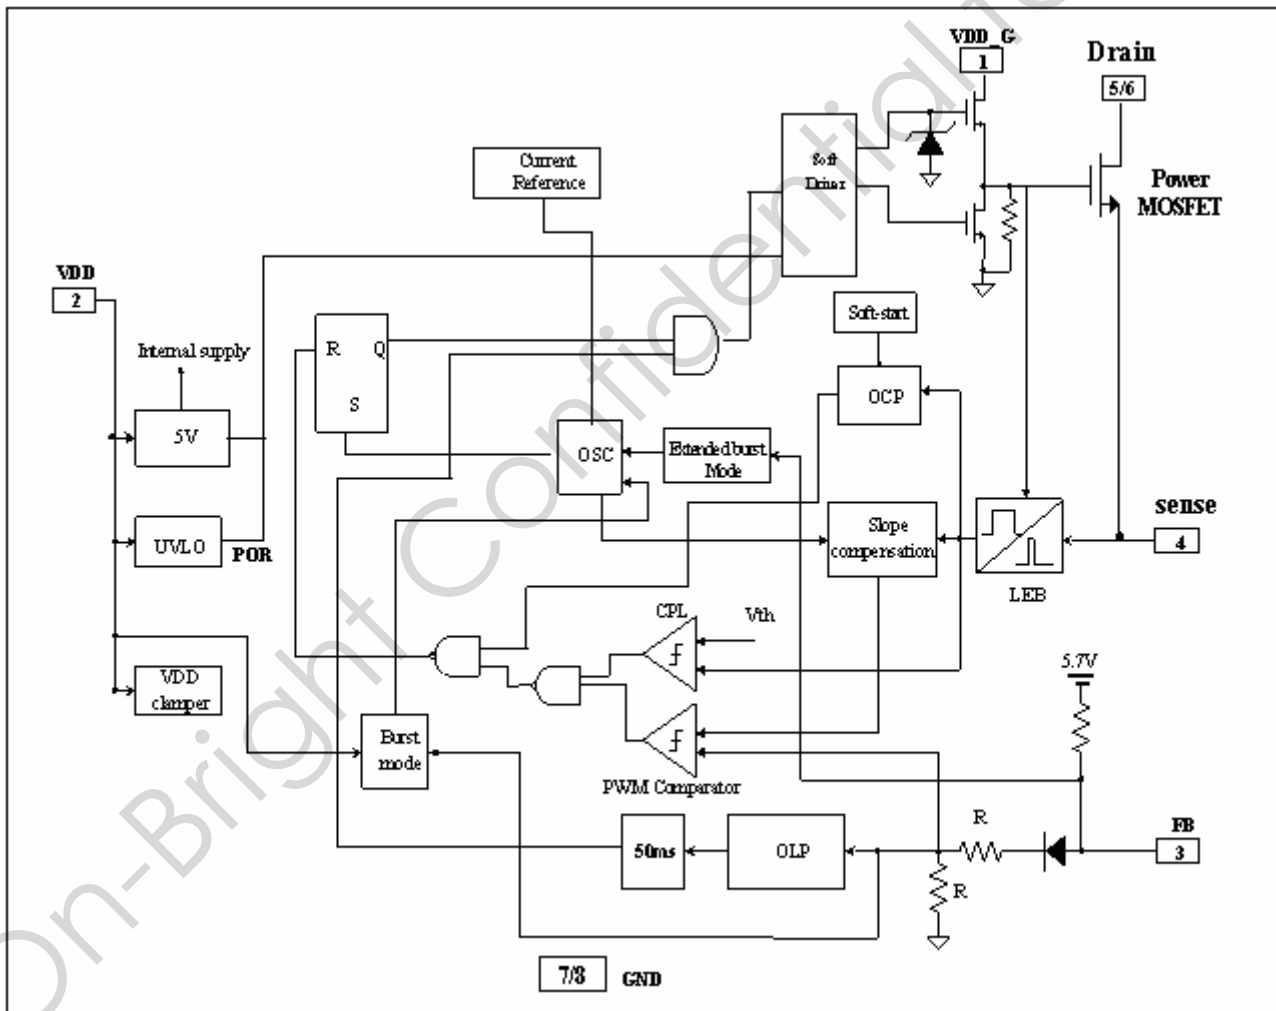 VDD_G
1
Drain
5/6
Current
Reference
Soft
Driver
Power
MOSFET
VDD
2
Soft-start
Internal supply
R Q
S
OCP
5V
OSC
Extended burst
Mode
sense
4
UVLO
POR
Slope
compensation
LEB
CPL
Vth
5.7V
VDD
clamper
Burst
mode
PWM Comparator
R
FB
3
50ms
OLP
R
7/8
GND
On-Bright Confidential to